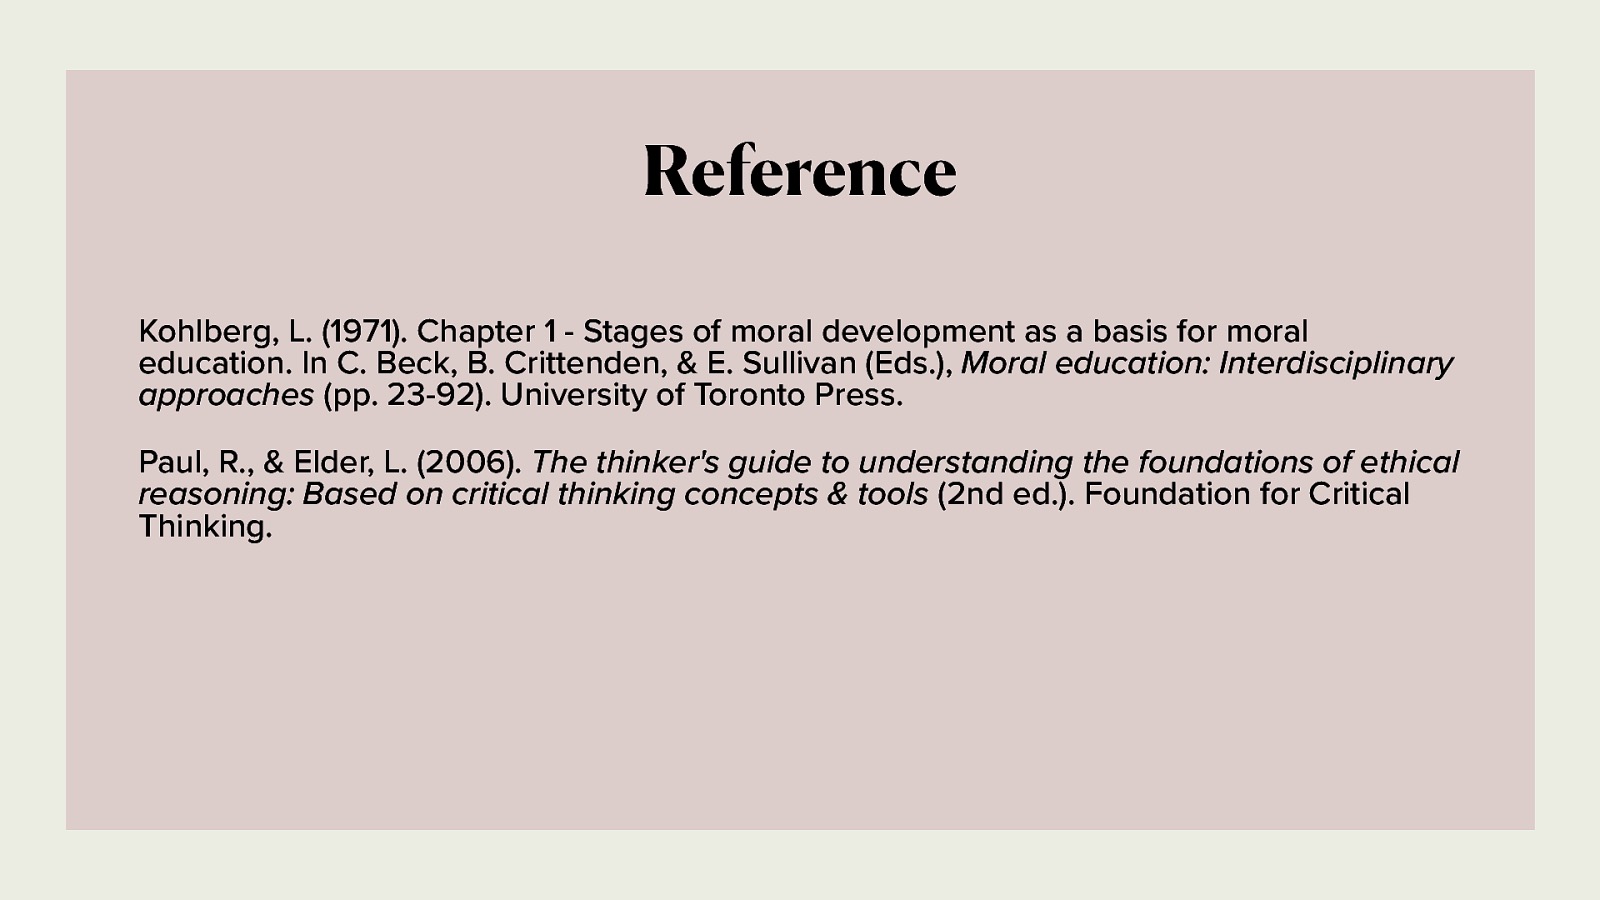 Reference
Kohlberg, L. (1971). Chapter 1 - Stages of moral development as a basis for moral
education. In C. Beck, B. Crittenden, & E. Sullivan (Eds.), Moral education: Interdisciplinary
approaches (pp. 23-92). University of Toronto Press.
Paul, R., & Elder, L. (2006). The thinker's guide to understanding the foundations of ethical
reasoning: Based on critical thinking concepts & tools (2nd ed.). Foundation for Critical
Thinking.